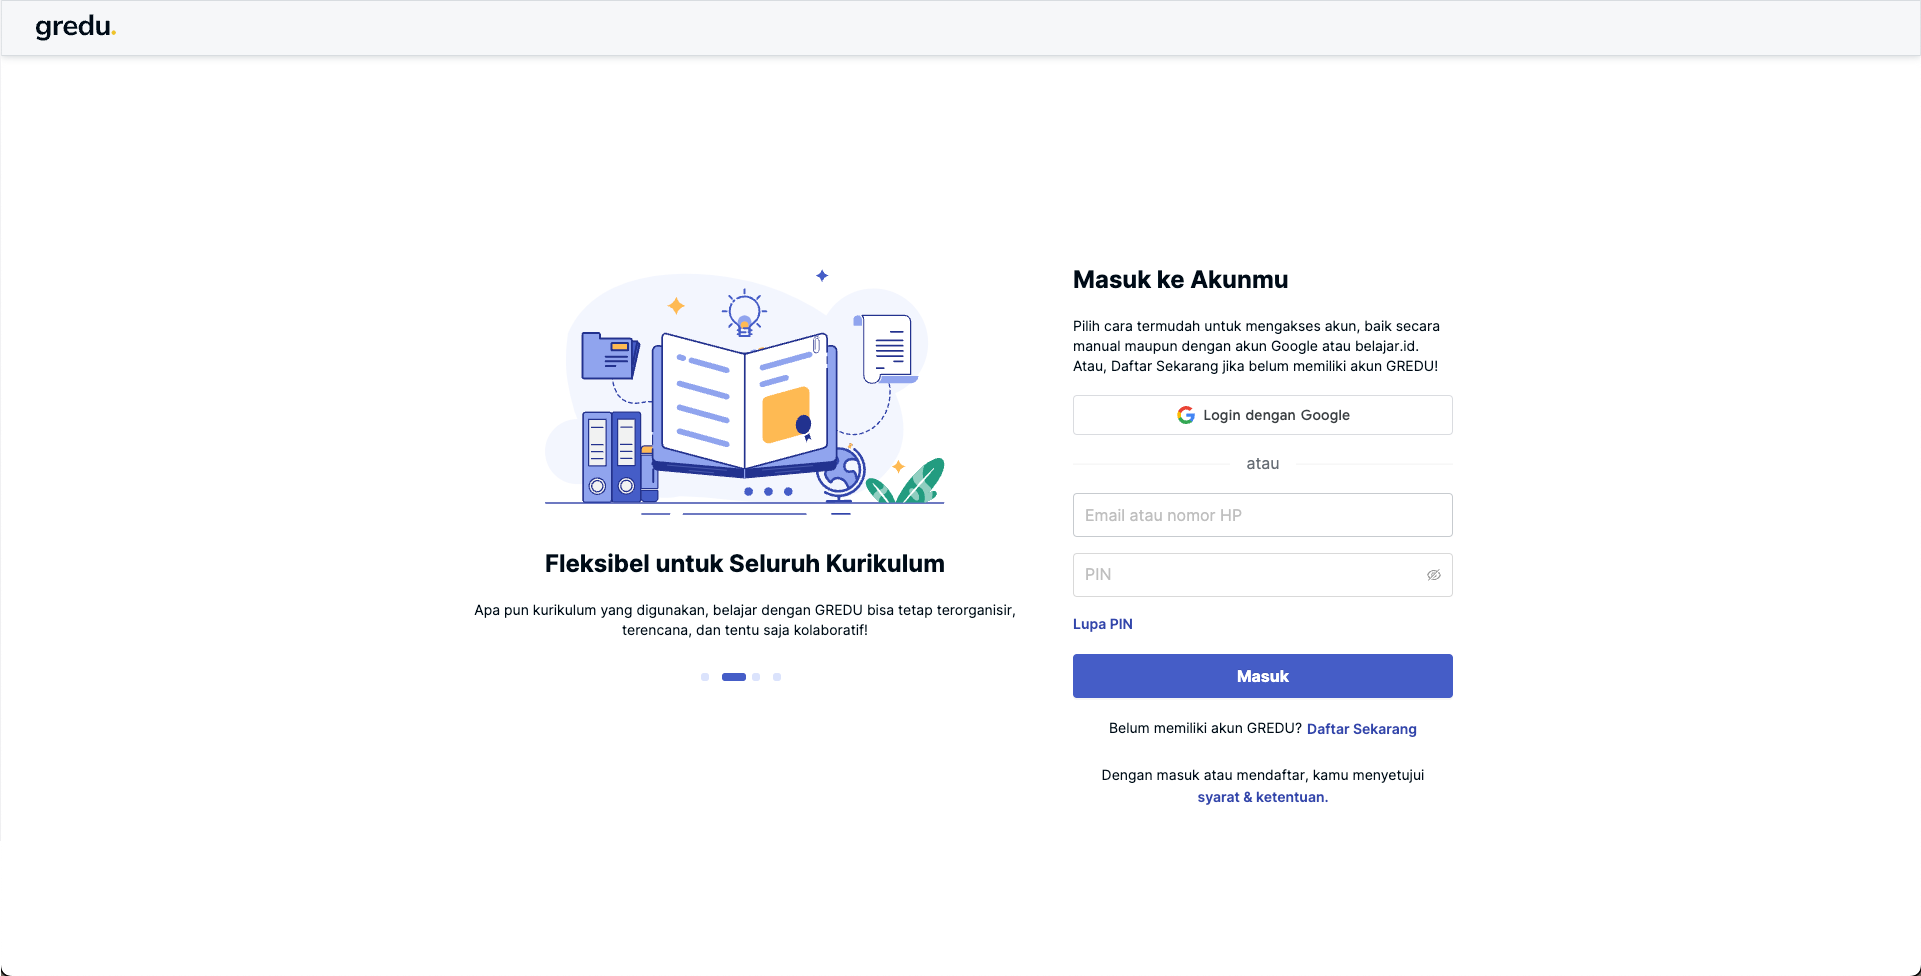 gredu.
Fleksibel untuk Seluruh Kurikulum
Apa pun kurikulum yang digunakan, belajar dengan GREDU bisa tetap terorganisir,
terencana, dan tentu saja kolaboratif!
Masuk ke Akunmu
Pilih cara termudah untuk mengakses akun, baik secara
manual maupun dengan akun Google atau belajar.id.
Atau, Daftar Sekarang jika belum memiliki akun GREDU!
Login dengan Google
atau
Email atau nomor HP
PIN
Lupa PIN
Masuk
Belum memiliki akun GREDU? Daftar Sekarang
Dengan masuk atau mendaftar, kamu menyetujui
syarat & ketentuan.